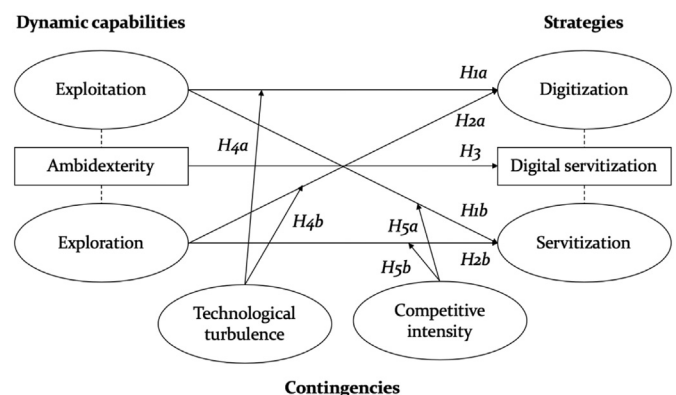 Dynamic capabilities
Strategies
Exploitation
H1a
Digitization
H2a
H4a
Ambidexterity
H3
Digital servitization
H1b
H4b
H5a
Exploration
H2b
Servitization
H5b
Technological
turbulence
Competitive
intensity
Contingencies